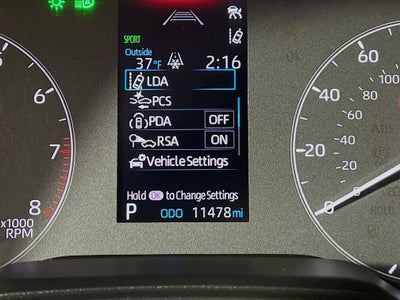 SPORT
Outside
37°F 2:16
LDA
PCS
PDA OFF
RSA ON
Vehicle Settings
Hold OK to Change Settings
P ODO 11478 mi
6
7
8
x1000
RPM
60
100
40
80
60
20
40
20
0
0